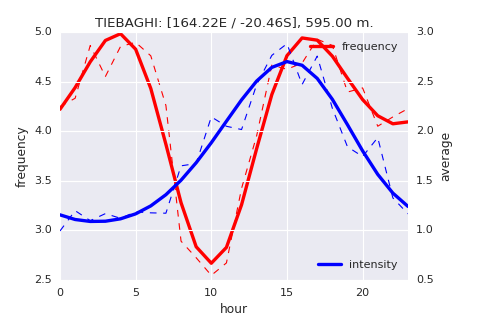 TIEBAGHI: [164.22E / -20.46S], 595.00 m.
5.0
4.5
4.0
3.5
3.0
2.5
frequency
3.0
2.5
2.0
1.5
1.0
0.5
average
frequency
intensity
0 5 10 15 20
hour